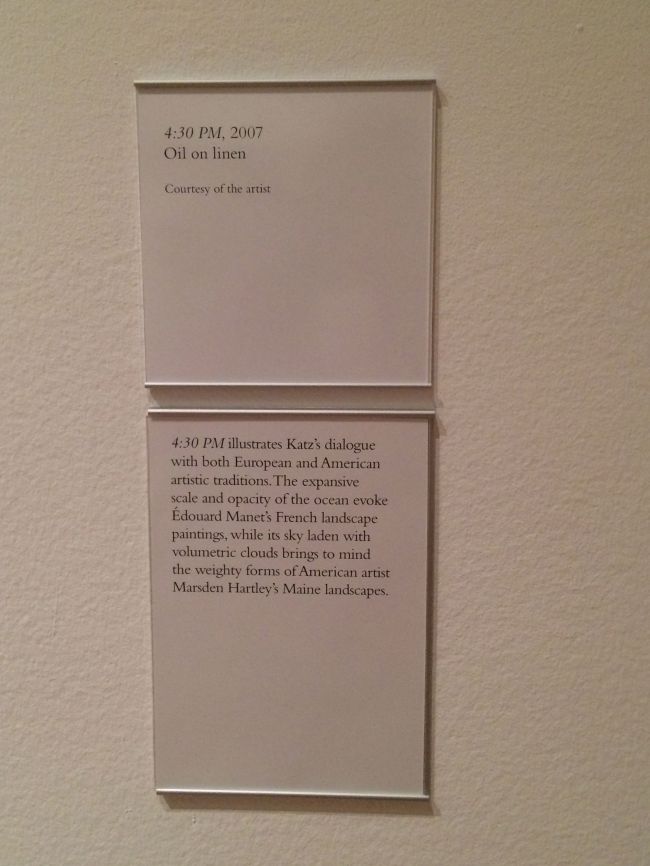 4:30 PM, 2007
Oil on linen
Courtesy of the artist
4:30 PM illustrates Katz's dialogue
with both European and American
artistic traditions. The expansive
scale and opacity of the ocean evoke
Édouard Manet's French landscape
paintings, while its sky laden with
volumetric clouds brings to mind
the weighty forms of American artist
Marsden Hartley's Maine landscapes.